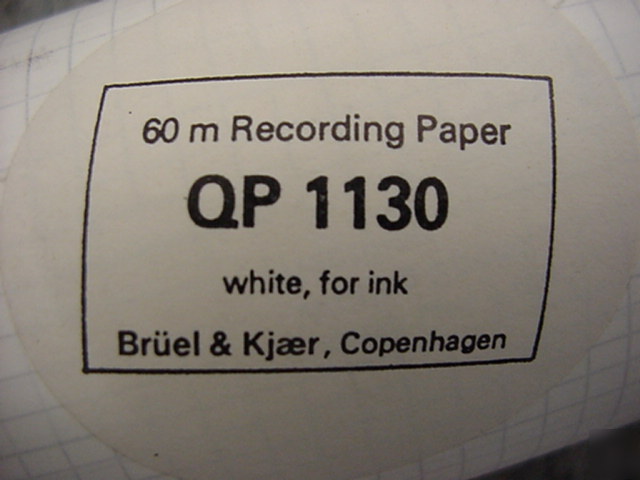 60 m Recording Paper
QP 1130
white, for ink
Brüel & Kjær, Copenhagen